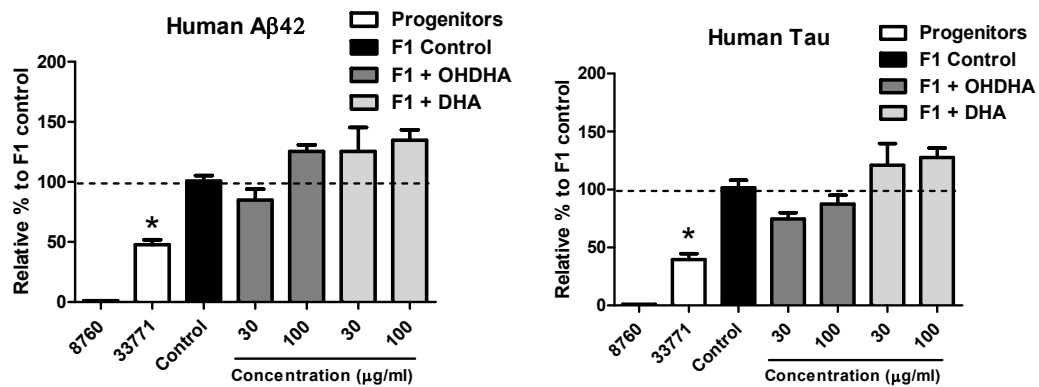 Human Aβ42
Progenitors
F1 Control
F1 + OHDHA
F1 + DHA
Relative % to F1 control
200
150
100
50
0
*
8760
33771
Control
30
100
30
100
Concentration (μg/ml)
Human Tau
Progenitors
F1 Control
F1 + OHDHA
F1 + DHA
Relative % to F1 control
200
150
100
50
0
*
8760
33771
Control
30
100
30
100
Concentration (μg/ml)